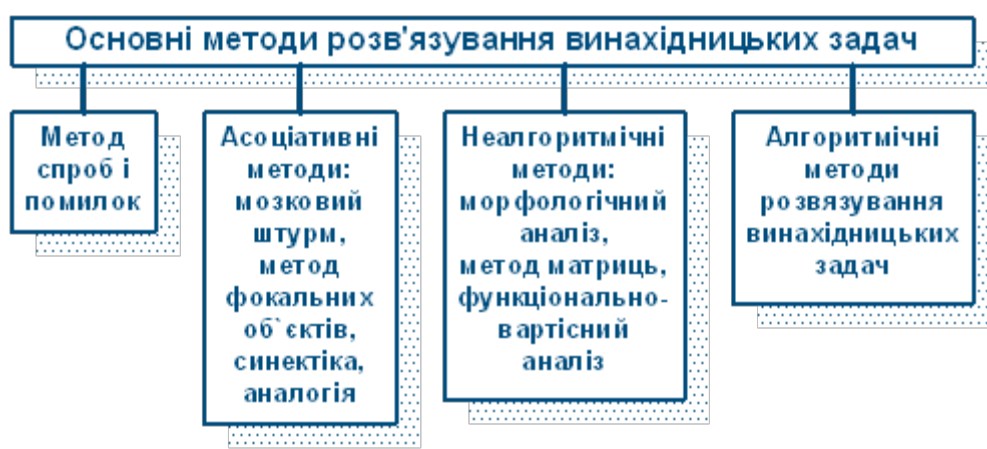 Основні методи розв'язування винахідницьких задач
Метод
спроб і
помилок
Асоціативні
методи:
мозковий
штурм,
метод
фокальних
об`єктів,
синектіка,
аналогія
Неалгоритмічні
методи:
морфологічний
аналіз,
метод матриць,
функціонально-
вартісний
аналіз
Алгоритмічні
методи
розвязування
винахідницьких
задач